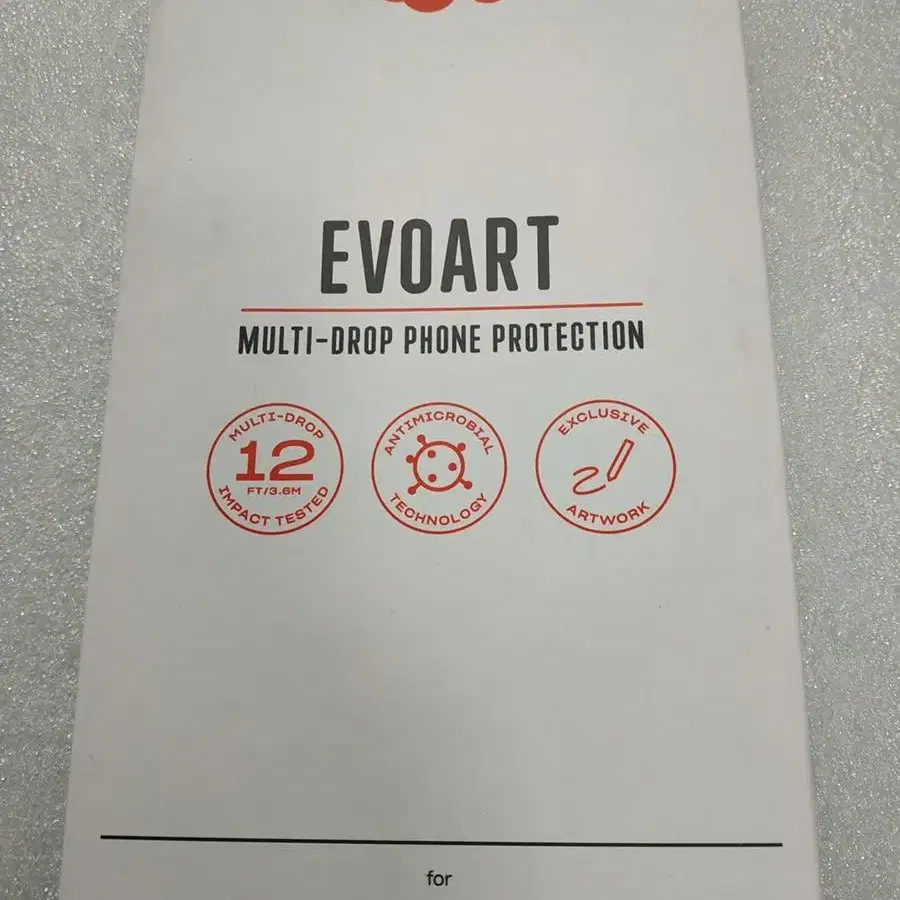 EVOART
MULTI-DROP PHONE PROTECTION
MULTI-DROP
12
FT/3.6M
IMPACT TESTED
ANTIMICROBIAL
TECHNOLOGY
EXCLUSIVE
ARTWORK
for